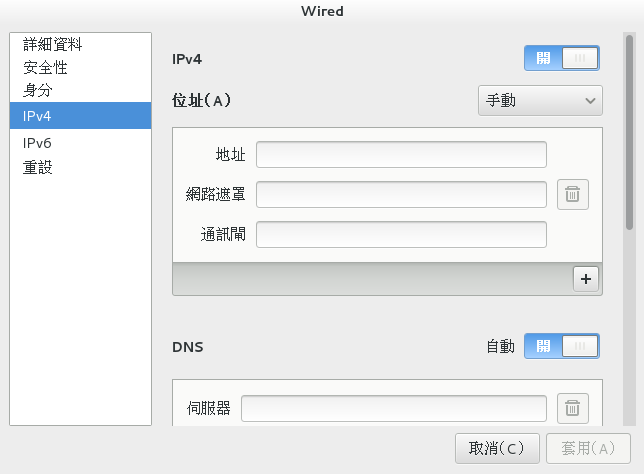 Wired
詳細資料
安全性
身分
IPv4
IPv6
重設
IPv4 開
位址(A) 手動
地址
網路遮罩
通訊閘
+
DNS 自動 開
伺服器
取消(C) 套用(A)